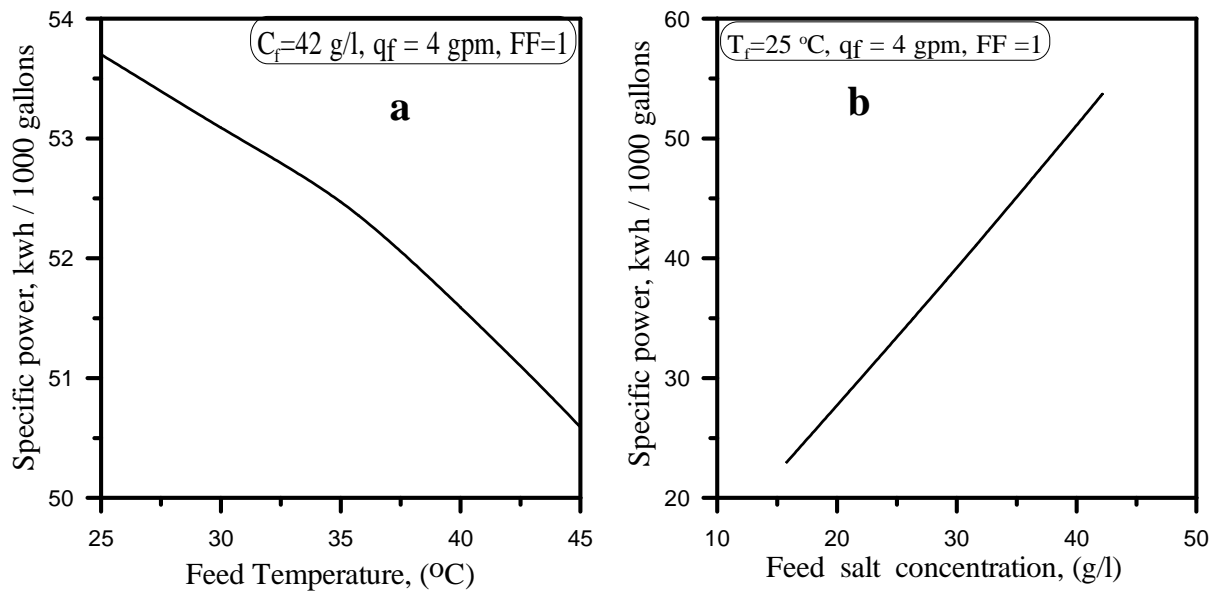 C_f=42 g/l, qf = 4 gpm, FF=1
a
Specific power, kwh / 1000 gallons
54
53
52
51
50
25 30 35 40 45
Feed Temperature, (ºC)
T_f=25 ºC, qf = 4 gpm, FF =1
b
Specific power, kwh / 1000 gallons
60
50
40
30
20
10 20 30 40 50
Feed salt concentration, (g/l)